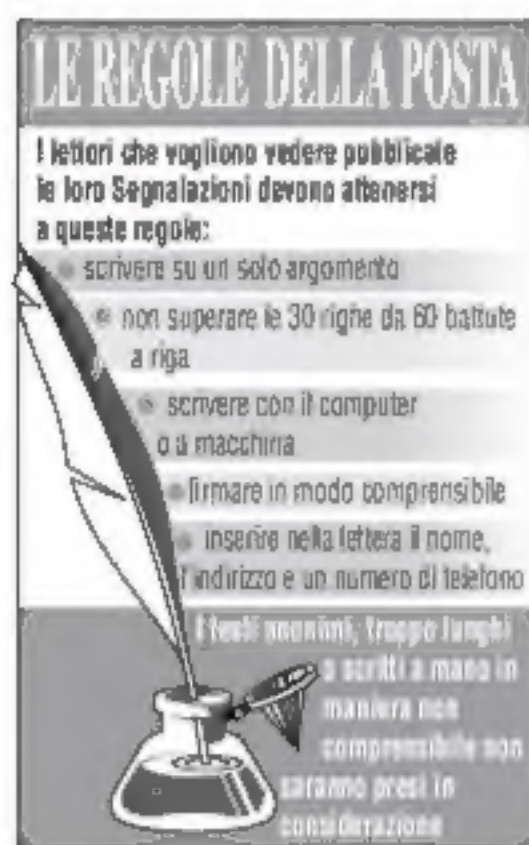 LE REGOLE DELLA POSTA
I lettori che vogliono vedere pubblicate
le loro Segnalazioni devono attenersi
a queste regole:
• scrivere su un solo argomento
• non superare le 30 righe da 60 battute
a riga
• scrivere con il computer
o a macchina
• firmare in modo comprensibile
• inserire nella lettera il nome,
l'indirizzo e un numero di telefono
I testi anonimi, troppo lunghi
o scritti a mano in
maniera non
comprensibile non
saranno presi in
considerazione